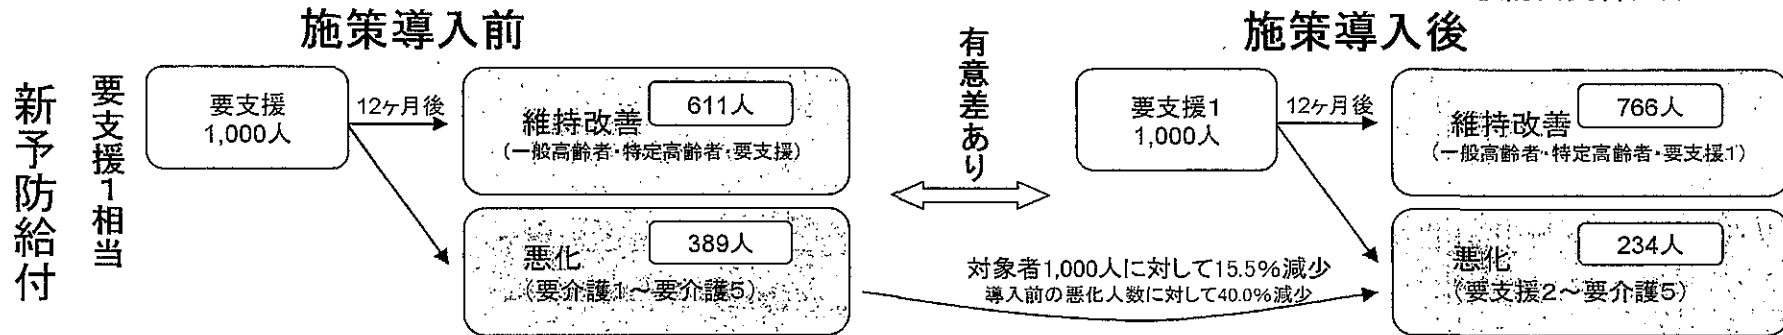 施策導入前
施策導入後
新予防給付
要支援1相当
要支援
1,000人
12ヶ月後
維持改善
611人
(一般高齢者・特定高齢者・要支援)
悪化
389人
(要介護1~要介護5)
有意差あり
対象者1,000人に対して15.5%減少
導入前の悪化人数に対して40.0%減少
要支援1
1,000人
12ヶ月後
維持改善
766人
(一般高齢者・特定高齢者・要支援1)
悪化
234人
(要支援2~要介護5)